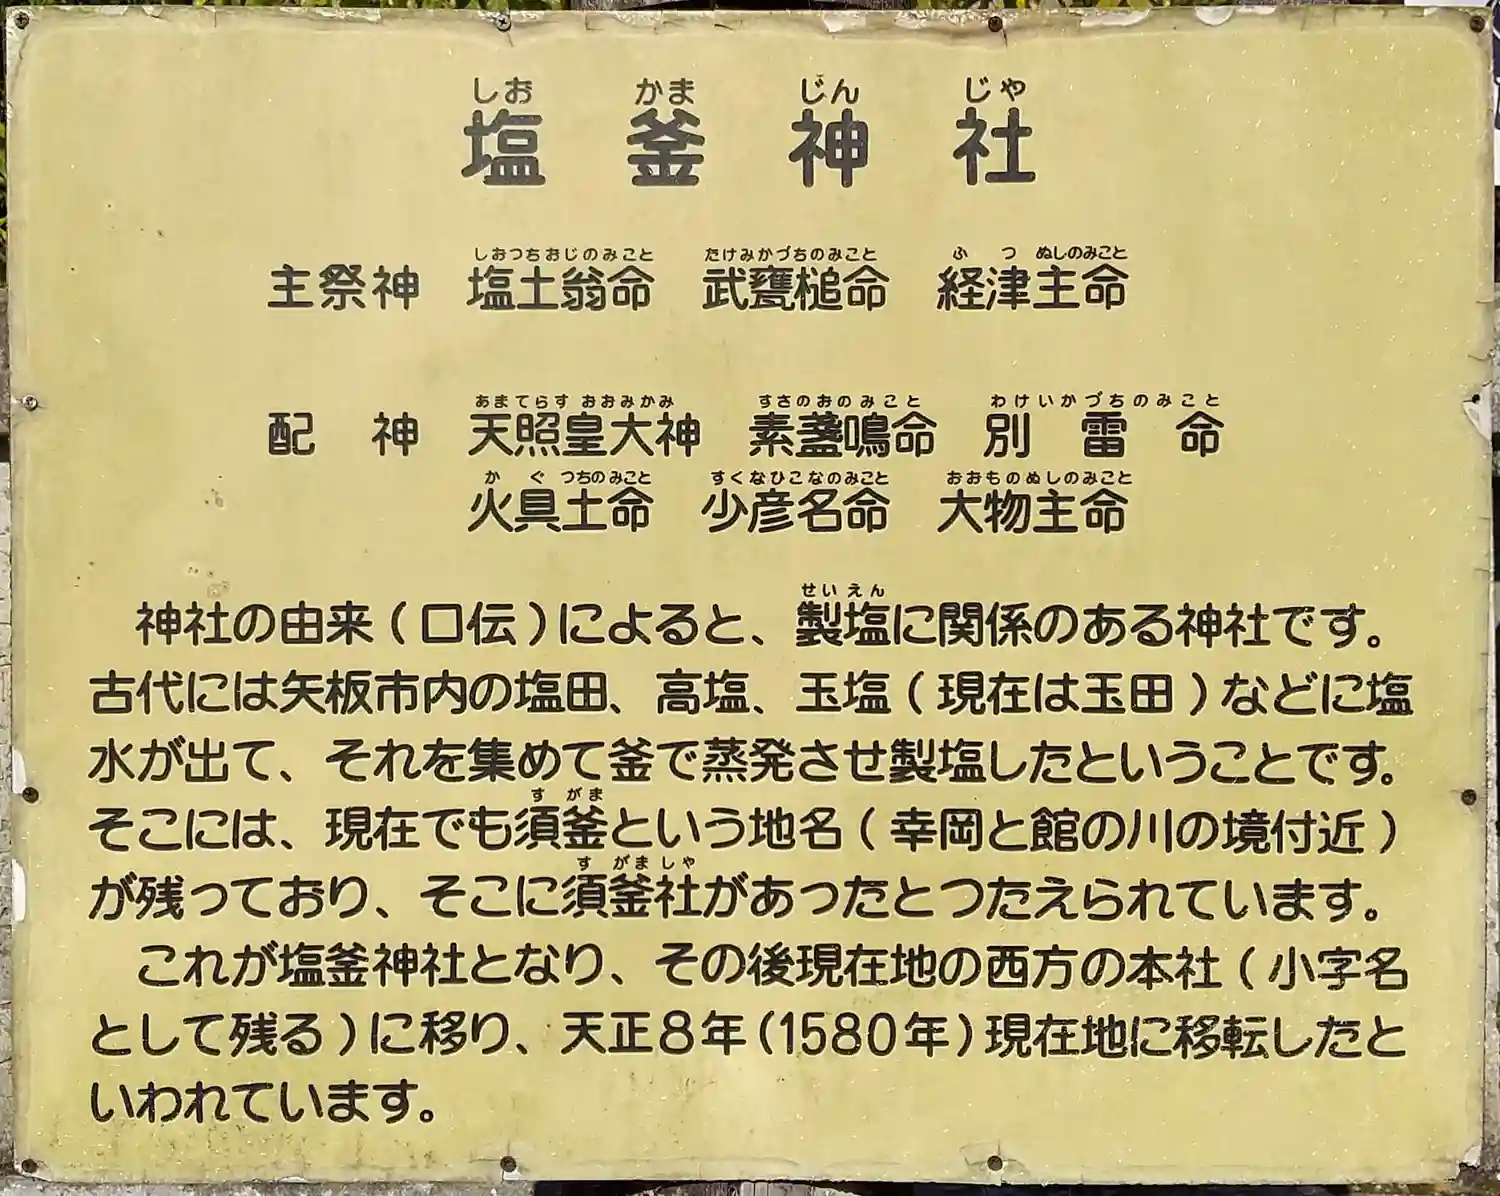 しお かま じん じゃ
塩釜神社
しおつちおじのみこと たけみかづちのみこと ふつぬしのみこと
主祭神 塩土翁命 武甕槌命 経津主命
あまてらすおおみかみ すさのおのみこと わけいかづちのみこと
配神 天照皇大神 素盞鳴命 別雷命
かぐつちのみこと すくなひこなのみこと おおものぬしのみこと
火具土命 少彦名命 大物主命
せいえん
神社の由来(口伝)によると、製塩に関係のある神社です。
古代には矢板市内の塩田、高塩、玉塩(現在は玉田)などに塩
水が出て、それを集めて釜で蒸発させ製塩したということです。
すがま
そこには、現在でも須釜という地名(幸岡と館の川の境付近)
すがましゃ
が残っており、そこに須釜社があったとつたえられています。
これが塩釜神社となり、その後現在地の西方の本社(小字名
として残る)に移り、天正8年(1580年)現在地に移転したと
いわれています。